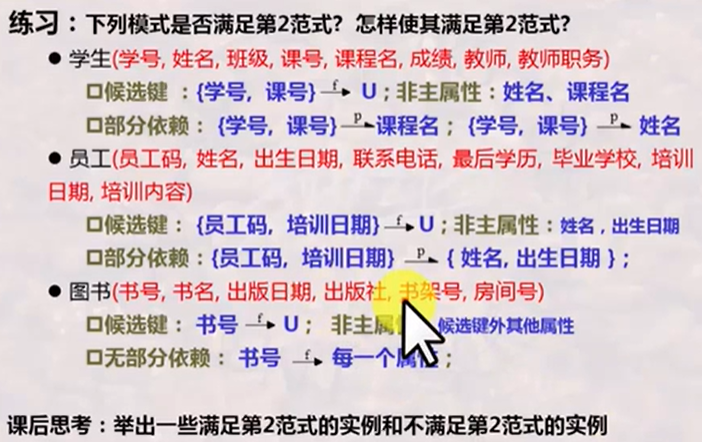 练习：下列模式是否满足第2范式？怎样使其满足第2范式？
● 学生(学号, 姓名, 班级, 课号, 课程名, 成绩, 教师, 教师职务)
□候选键 ：{学号, 课号} f→ U ; 非主属性 : 姓名、课程名
□部分依赖： {学号, 课号} p→课程名 ; {学号, 课号} p→ 姓名
● 员工(员工码, 姓名, 出生日期, 联系电话, 最后学历, 毕业学校, 培训
日期, 培训内容)
□候选键 ： {员工码, 培训日期} f→U ; 非主属性：姓名 , 出生日期
□部分依赖 : {员工码, 培训日期} p→ { 姓名, 出生日期 } ;
● 图书(书号, 书名, 出版日期, 出版社, 书架号, 房间号)
□候选键： 书号 f→ U ; 非主属 候选键外其他属性
□无部分依赖： 书号 f→ 每一个属 ;
课后思考：举出一些满足第2范式的实例和不满足第2范式的实例